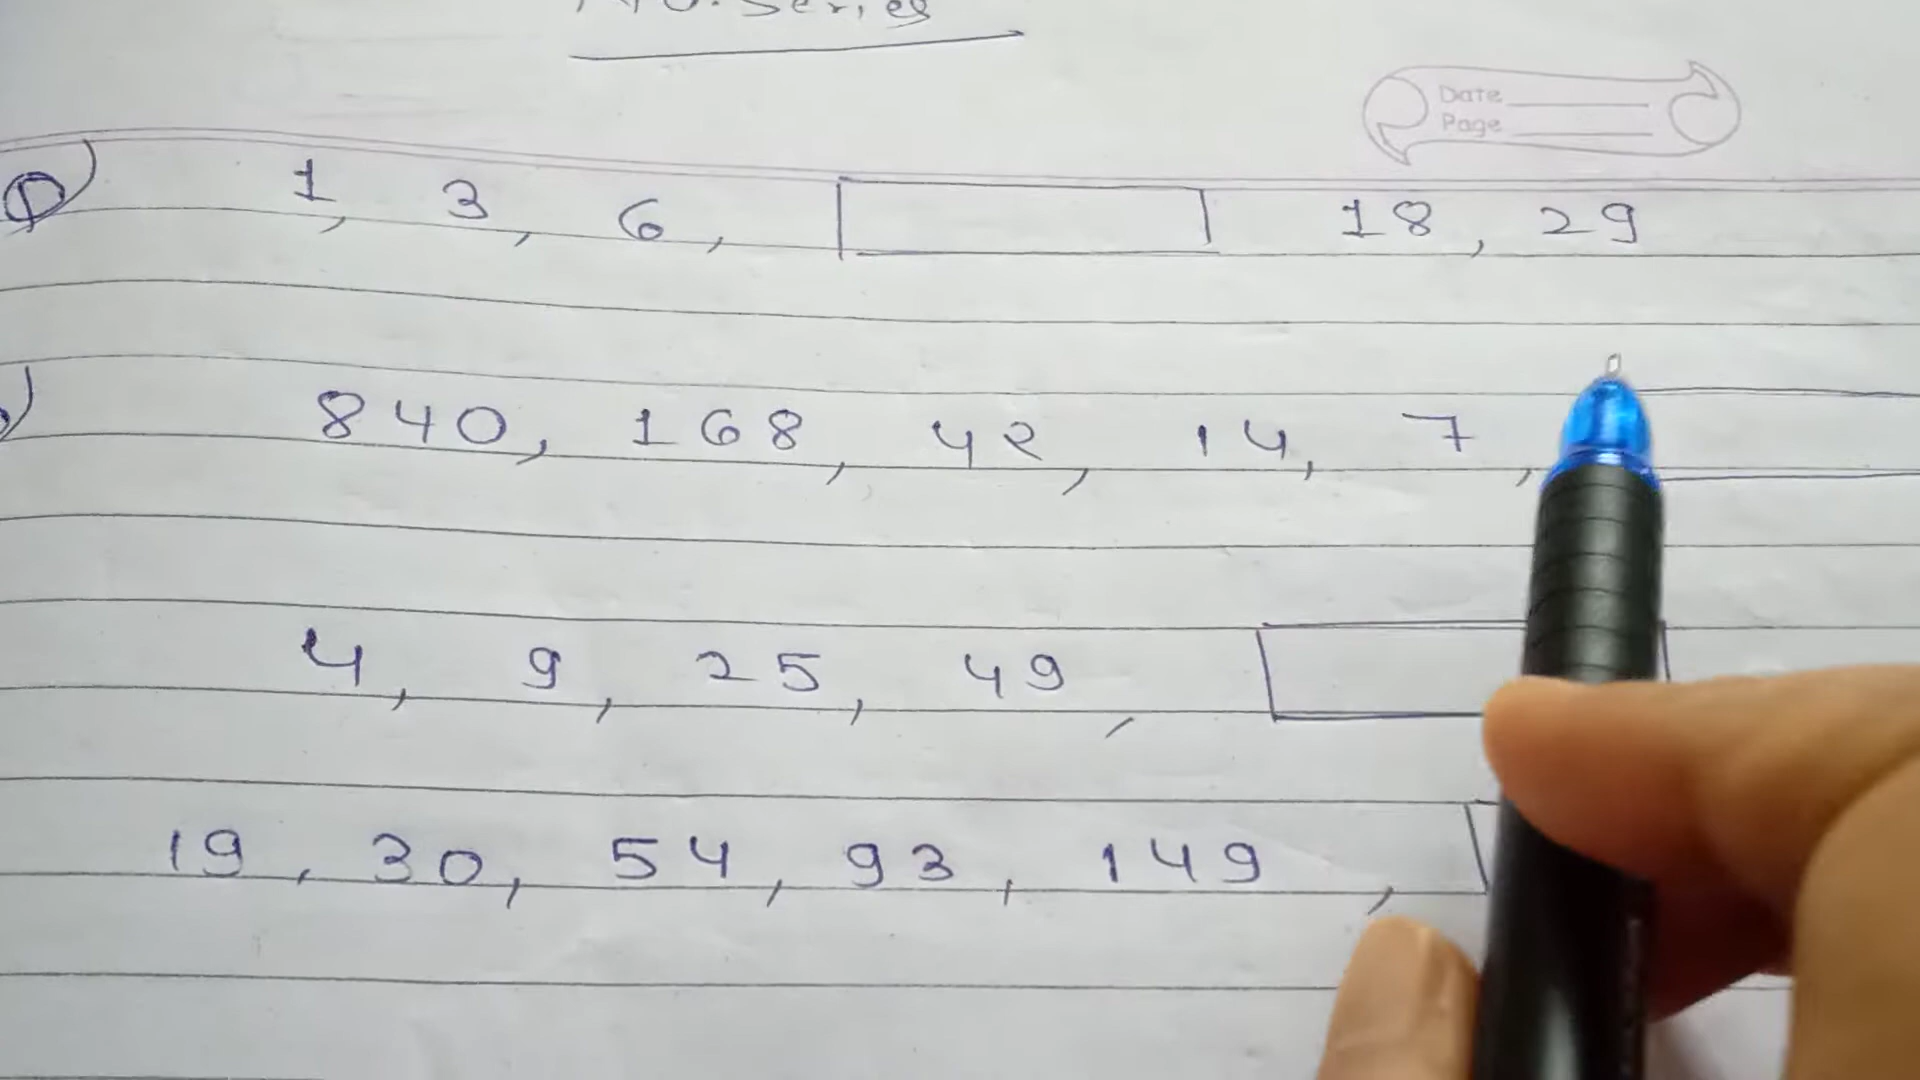 Series
Date
Page
1) 1, 3, 6, 18, 29
840, 168, 42, 14, 7,
4, 9, 25, 49,
19, 30, 54, 93, 149,